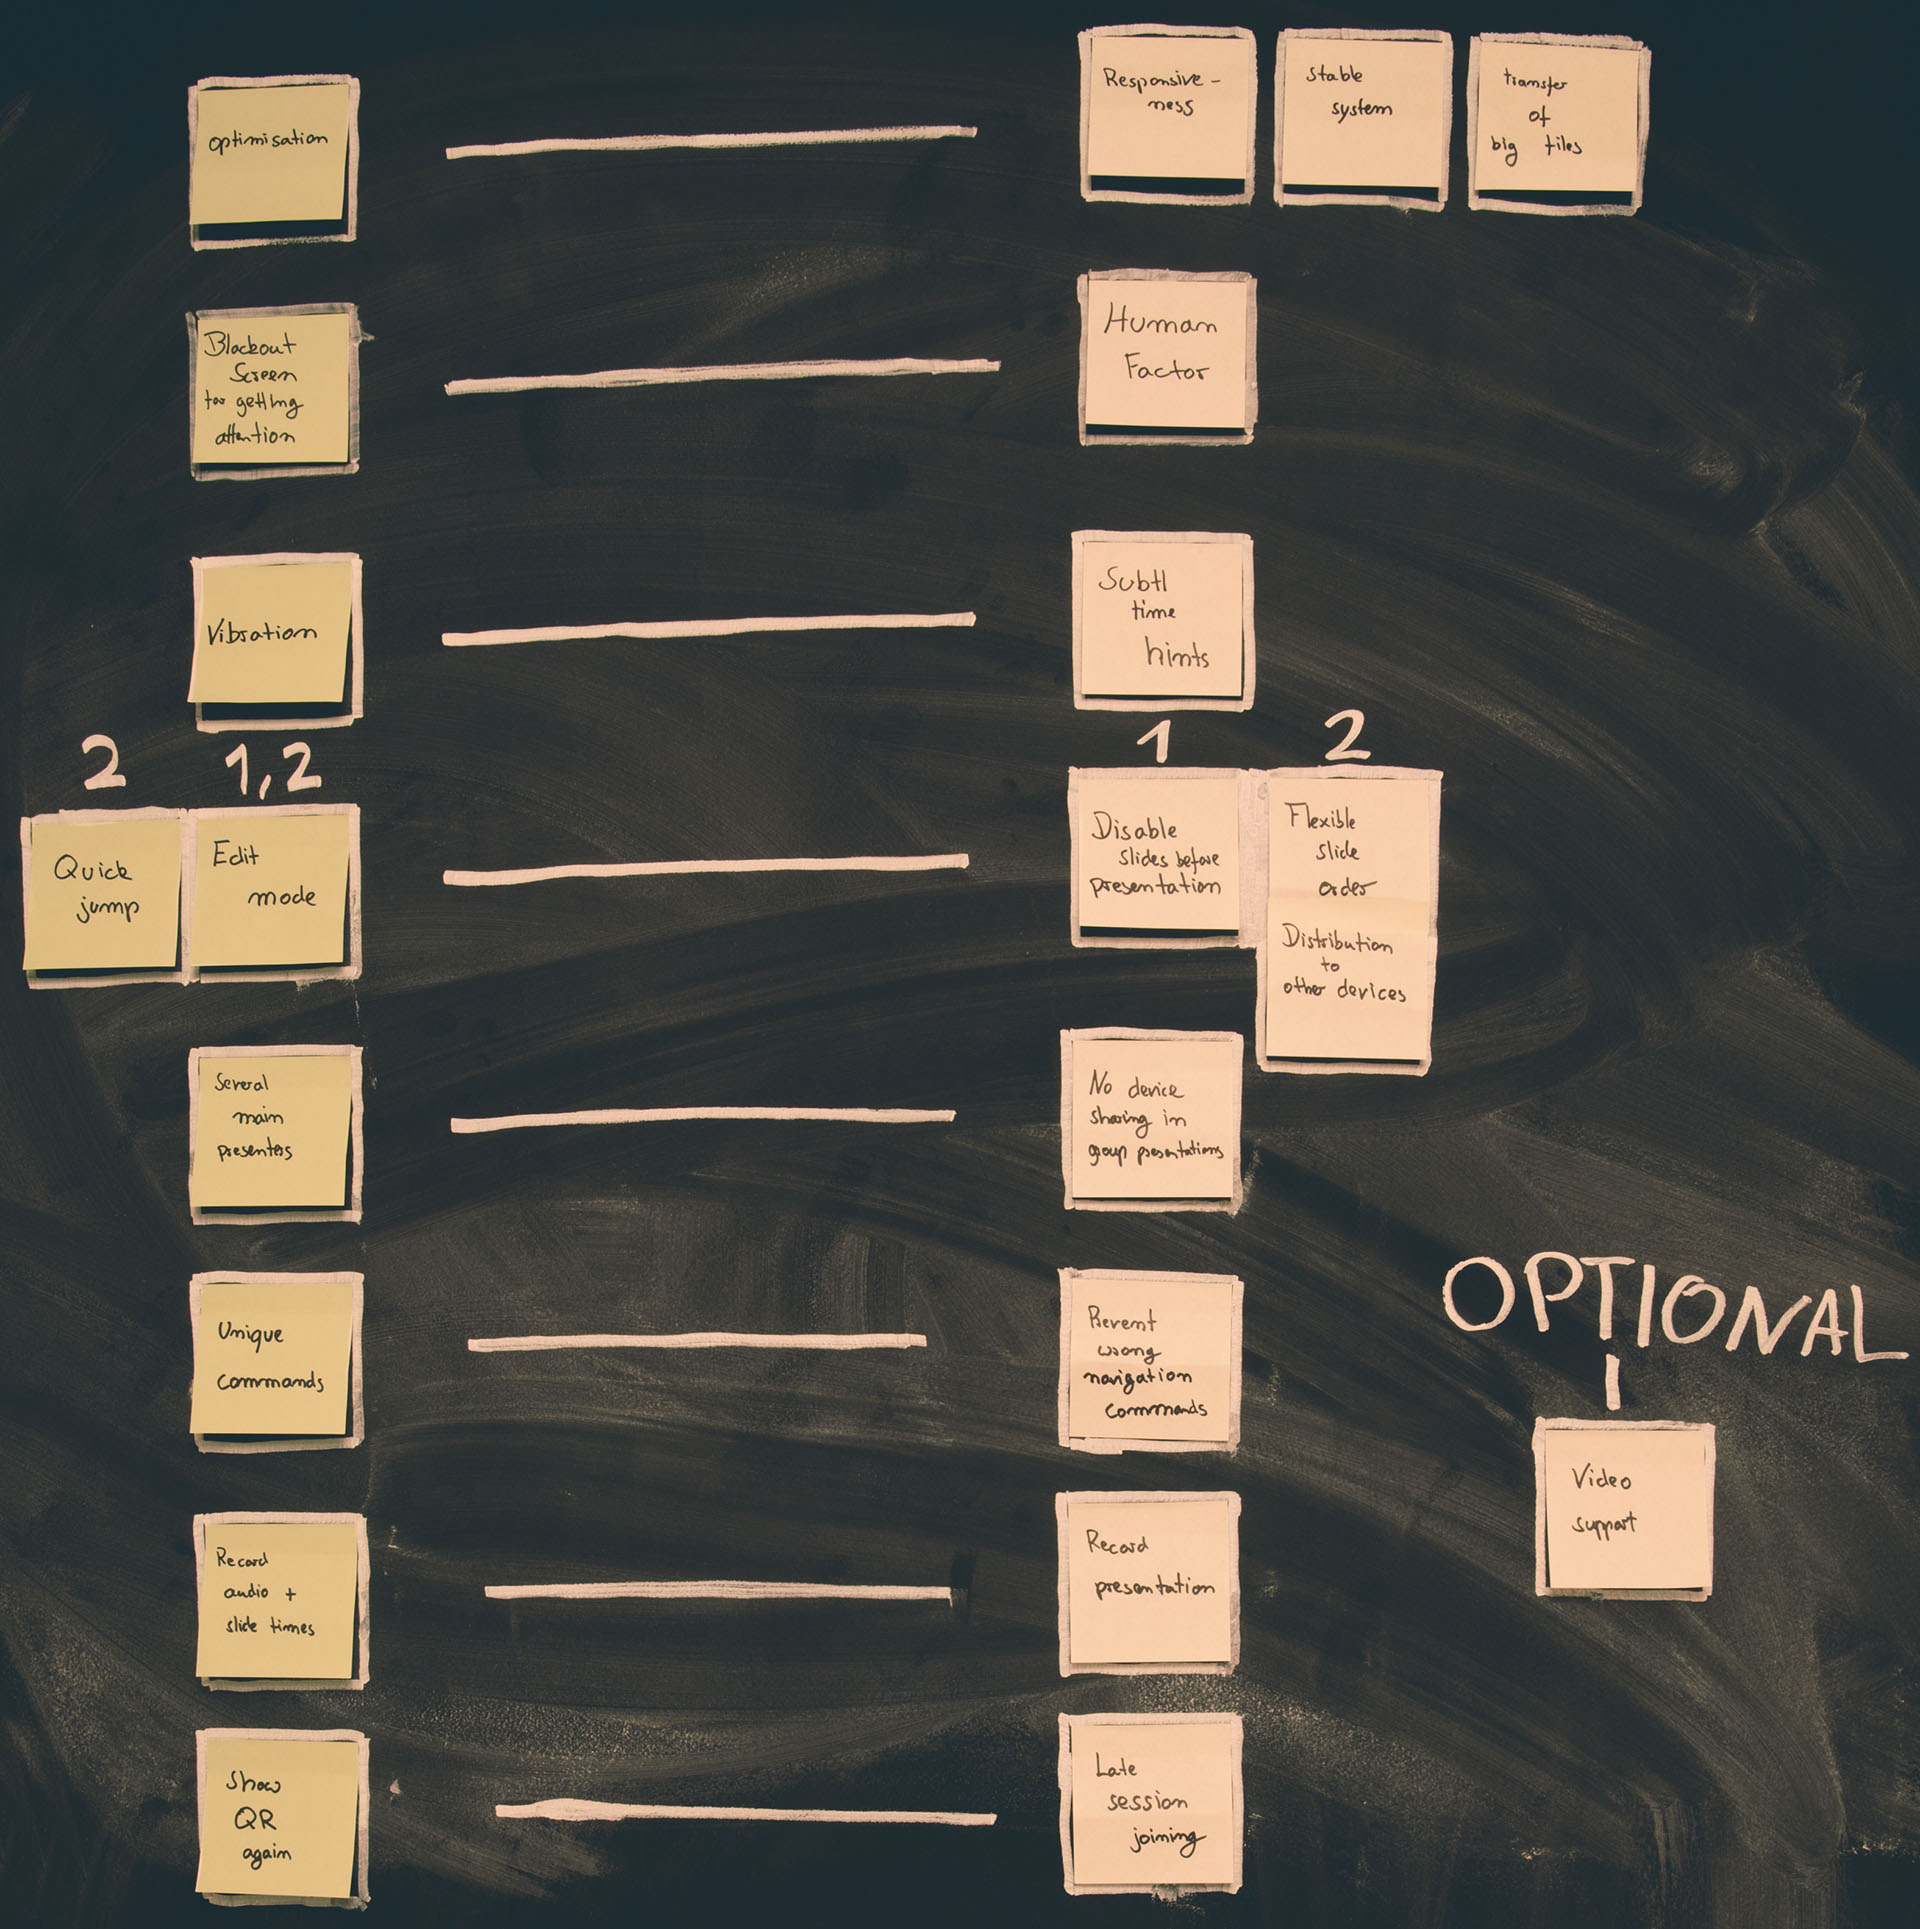 optimisation
Responsive-
ness
stable
system
transfer
of
big files
Blackout
Screen
for getting
attention
Human
Factor
Vibration
Subtl
time
hints
2
1,2
1
2
Quick
jump
Edit
mode
Disable
slides before
presentation
Flexible
slide
order
Distribution
to
other devices
Several
main
presenters
No device
sharing in
group presentations
Unique
commands
Prevent
wrong
navigation
commands
OPTIONAL
Video
support
Record
audio +
slide times
Record
presentation
Show
QR
again
Late
session
joining